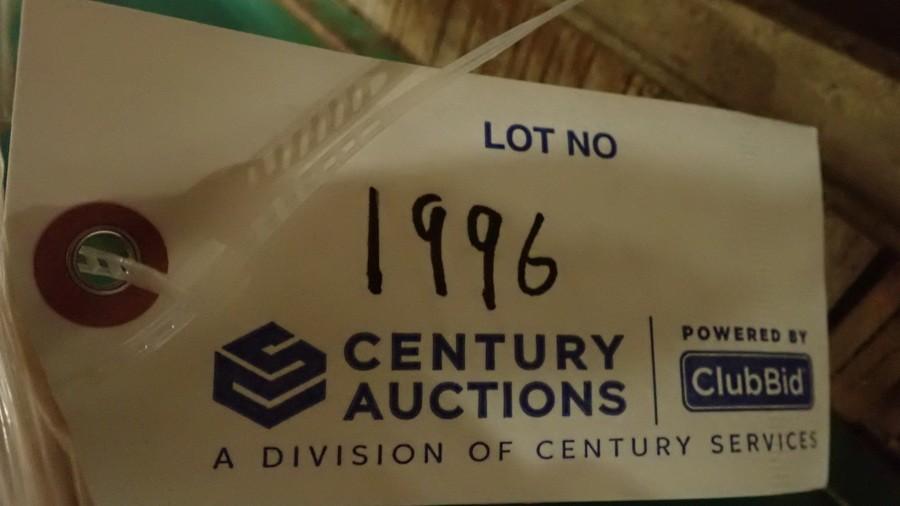 LOT NO
1996
CENTURY
AUCTIONS
POWERED BY
ClubBid
A DIVISION OF CENTURY SERVICES